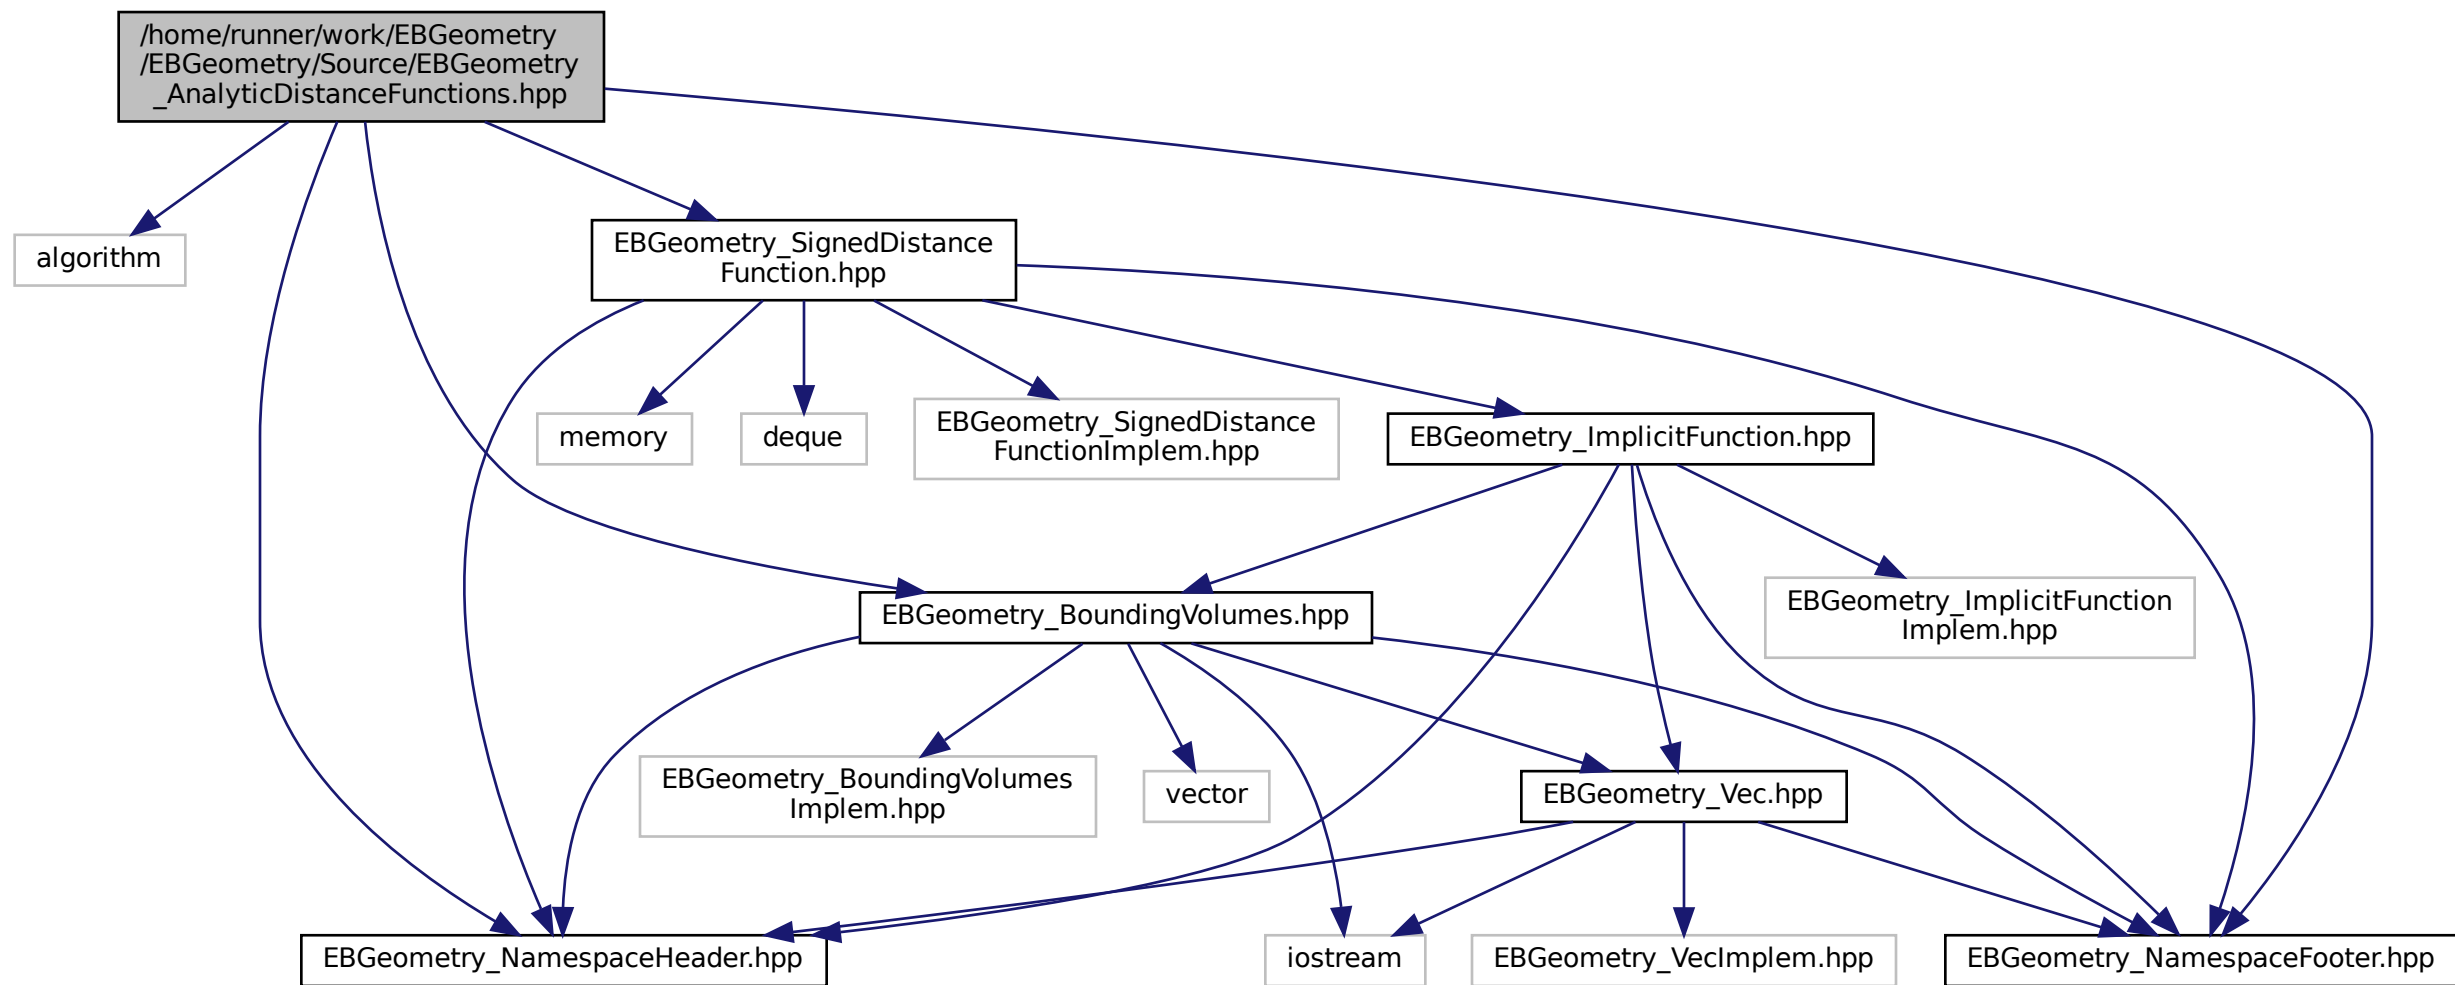 /home/runner/work/EBGeometry
/EBGeometry/Source/EBGeometry
_AnalyticDistanceFunctions.hpp
algorithm
EBGeometry_SignedDistance
Function.hpp
memory
deque
EBGeometry_SignedDistance
FunctionImplem.hpp
EBGeometry_ImplicitFunction.hpp
EBGeometry_BoundingVolumes.hpp
EBGeometry_ImplicitFunction
Implem.hpp
EBGeometry_BoundingVolumes
Implem.hpp
vector
EBGeometry_Vec.hpp
EBGeometry_NamespaceHeader.hpp
iostream
EBGeometry_VecImplem.hpp
EBGeometry_NamespaceFooter.hpp